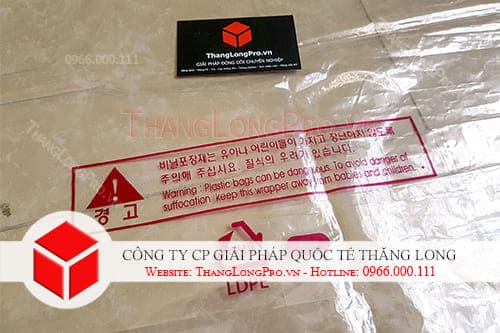 ThangLongPro.vn
GIẢI PHÁP ĐÓNG GÓI CHUYÊN NGHIỆP
0966.000.111
THANGLONGPRO.VN
비닐포장재는 유아나 어린이들이 가지고 장난하지 않도록
주의해 주십시요. 질식의 우려가 있습니다.
Warning : Plastic bags can be dangerous. To avoid danger of
suffocation keep this wrapper away from babies and children.
경 고
LDPE
CÔNG TY CP GIẢI PHÁP QUỐC TẾ THĂNG LONG
WEBSITE: THANGLONGPRO.VN - HOTLINE: 0966.000.111